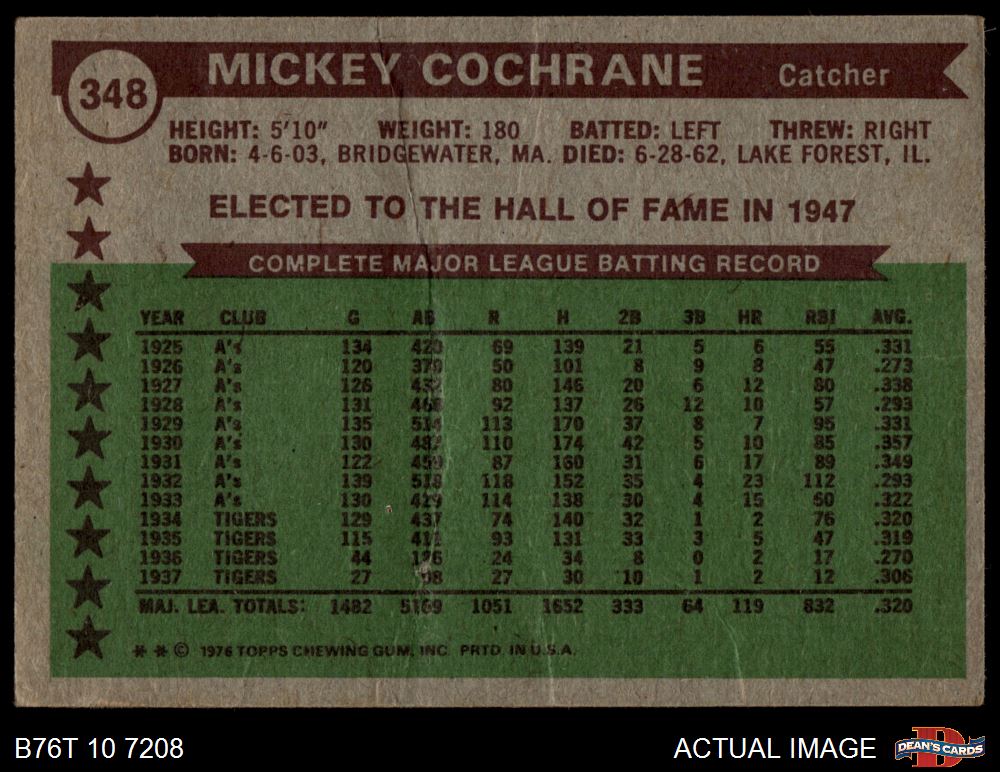 348
MICKEY COCHRANE Catcher
HEIGHT: 5'10" WEIGHT: 180 BATTED: LEFT THREW: RIGHT
BORN: 4-6-03, BRIDGEWATER, MA. DIED: 6-28-62, LAKE FOREST, IL.
ELECTED TO THE HALL OF FAME IN 1947
COMPLETE MAJOR LEAGUE BATTING RECORD
YEAR CLUB G AB R H 2B 3B HR RBI AVG.
1925 A's 134 420 69 139 21 5 6 55 .331
1926 A's 120 370 50 101 8 9 8 47 .273
1927 A's 126 432 80 146 20 6 12 80 .338
1928 A's 131 468 92 137 26 12 10 57 .293
1929 A's 135 514 113 170 37 8 7 95 .331
1930 A's 130 487 110 174 42 5 10 85 .357
1931 A's 122 459 87 160 31 6 17 89 .349
1932 A's 139 518 118 152 35 4 23 112 .293
1933 A's 130 429 114 138 30 4 15 60 .322
1934 TIGERS 129 437 74 140 32 1 2 76 .320
1935 TIGERS 115 411 93 131 33 3 5 47 .319
1936 TIGERS 44 126 24 34 8 0 2 17 .270
1937 TIGERS 27 98 27 30 10 1 2 12 .306
MAJ. LEA. TOTALS: 1482 5169 1051 1652 333 64 119 832 .320
* * © 1976 TOPPS CHEWING GUM, INC. PRTD. IN U.S.A.
B76T 10 7208 ACTUAL IMAGE DEAN'S CARDS